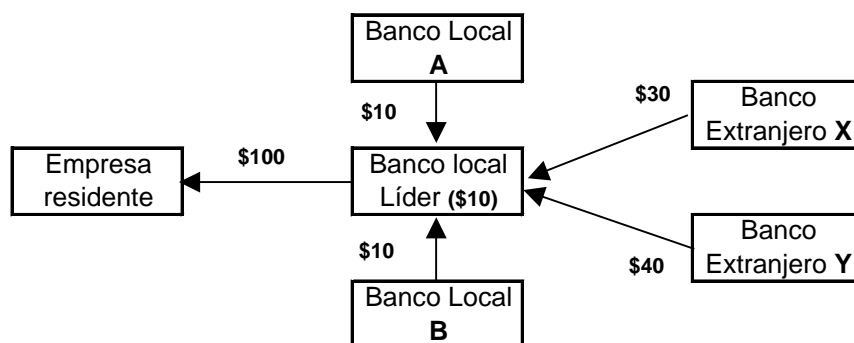 Banco Local
A
$10
$30
Banco
Extranjero X
Empresa
residente
$100
Banco local
Líder ($10)
$10
$40
Banco
Extranjero Y
Banco Local
B